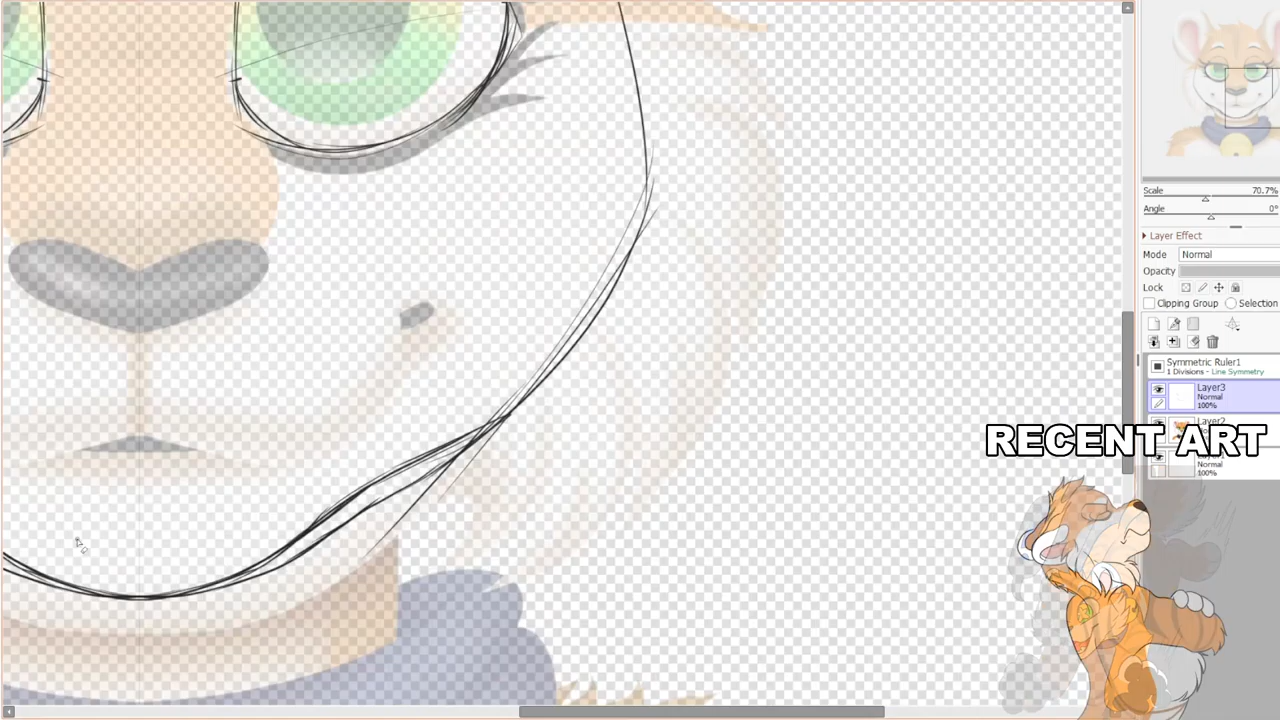 Scale 70.7%
Angle 0°
Layer Effect
Mode Normal
Opacity
Lock
Clipping Group Selection
Symmetric Ruler1
1 Divisions - Line Symmetry
Layer3
Normal
100%
Layer2
RECENT ART
Normal
100%